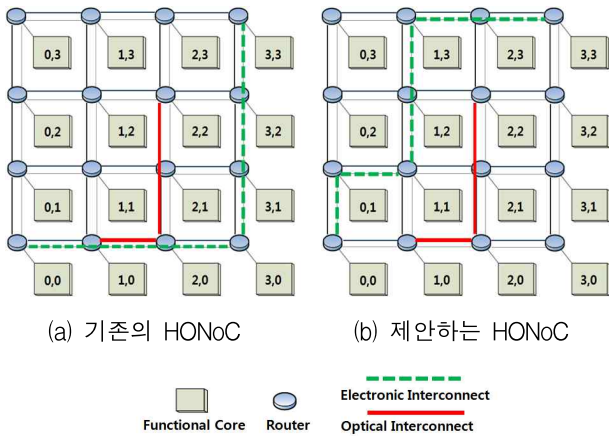 0,3 1,3 2,3 3,3 0,3 1,3 2,3 3,3
0,2 1,2 2,2 3,2 0,2 1,2 2,2 3,2
0,1 1,1 2,1 3,1 0,1 1,1 2,1 3,1
0,0 1,0 2,0 3,0 0,0 1,0 2,0 3,0
(a) 기존의 HONoC (b) 제안하는 HONoC
Electronic Interconnect
Functional Core Router Optical Interconnect